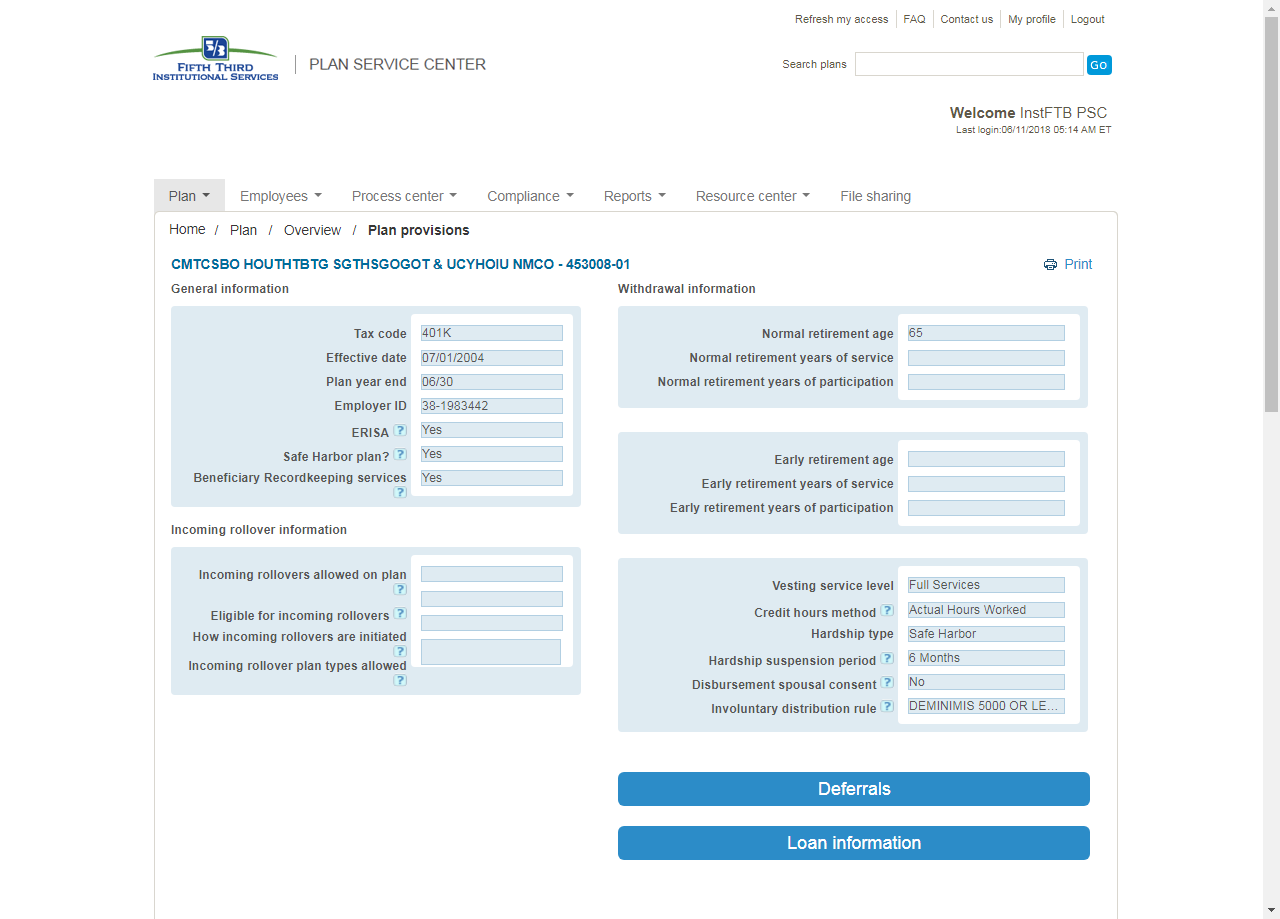 Refresh my access FAQ Contact us My profile Logout
5/3
FIFTH THIRD
INSTITUTIONAL SERVICES
PLAN SERVICE CENTER
Search plans
Go
Welcome InstFTB PSC
Last login:06/11/2018 05:14 AM ET
Plan Employees Process center Compliance Reports Resource center File sharing
Home / Plan / Overview / Plan provisions
CMTCSBO HOUTHTBTG SGTHSGOGOT & UCYHOIU NMCO - 453008-01
Print
General information
Tax code 401K
Effective date 07/01/2004
Plan year end 06/30
Employer ID 38-1983442
ERISA ? Yes
Safe Harbor plan? ? Yes
Beneficiary Recordkeeping services Yes
?
Incoming rollover information
Incoming rollovers allowed on plan
?
Eligible for incoming rollovers ?
How incoming rollovers are initiated
?
Incoming rollover plan types allowed
?
Withdrawal information
Normal retirement age 65
Normal retirement years of service
Normal retirement years of participation
Early retirement age
Early retirement years of service
Early retirement years of participation
Vesting service level Full Services
Credit hours method ? Actual Hours Worked
Hardship type Safe Harbor
Hardship suspension period ? 6 Months
Disbursement spousal consent ? No
Involuntary distribution rule ? DEMINIMIS 5000 OR LE...
Deferrals
Loan information